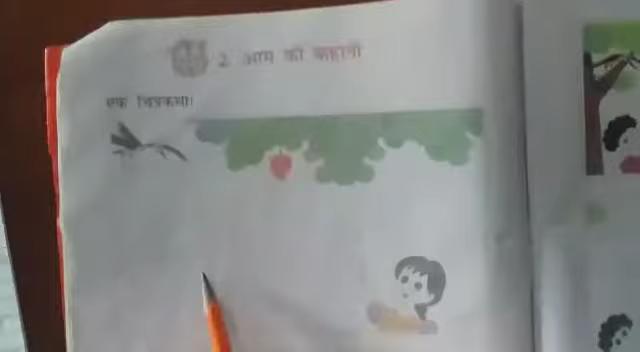 2. आम की कहानी
एक चित्रकथा।